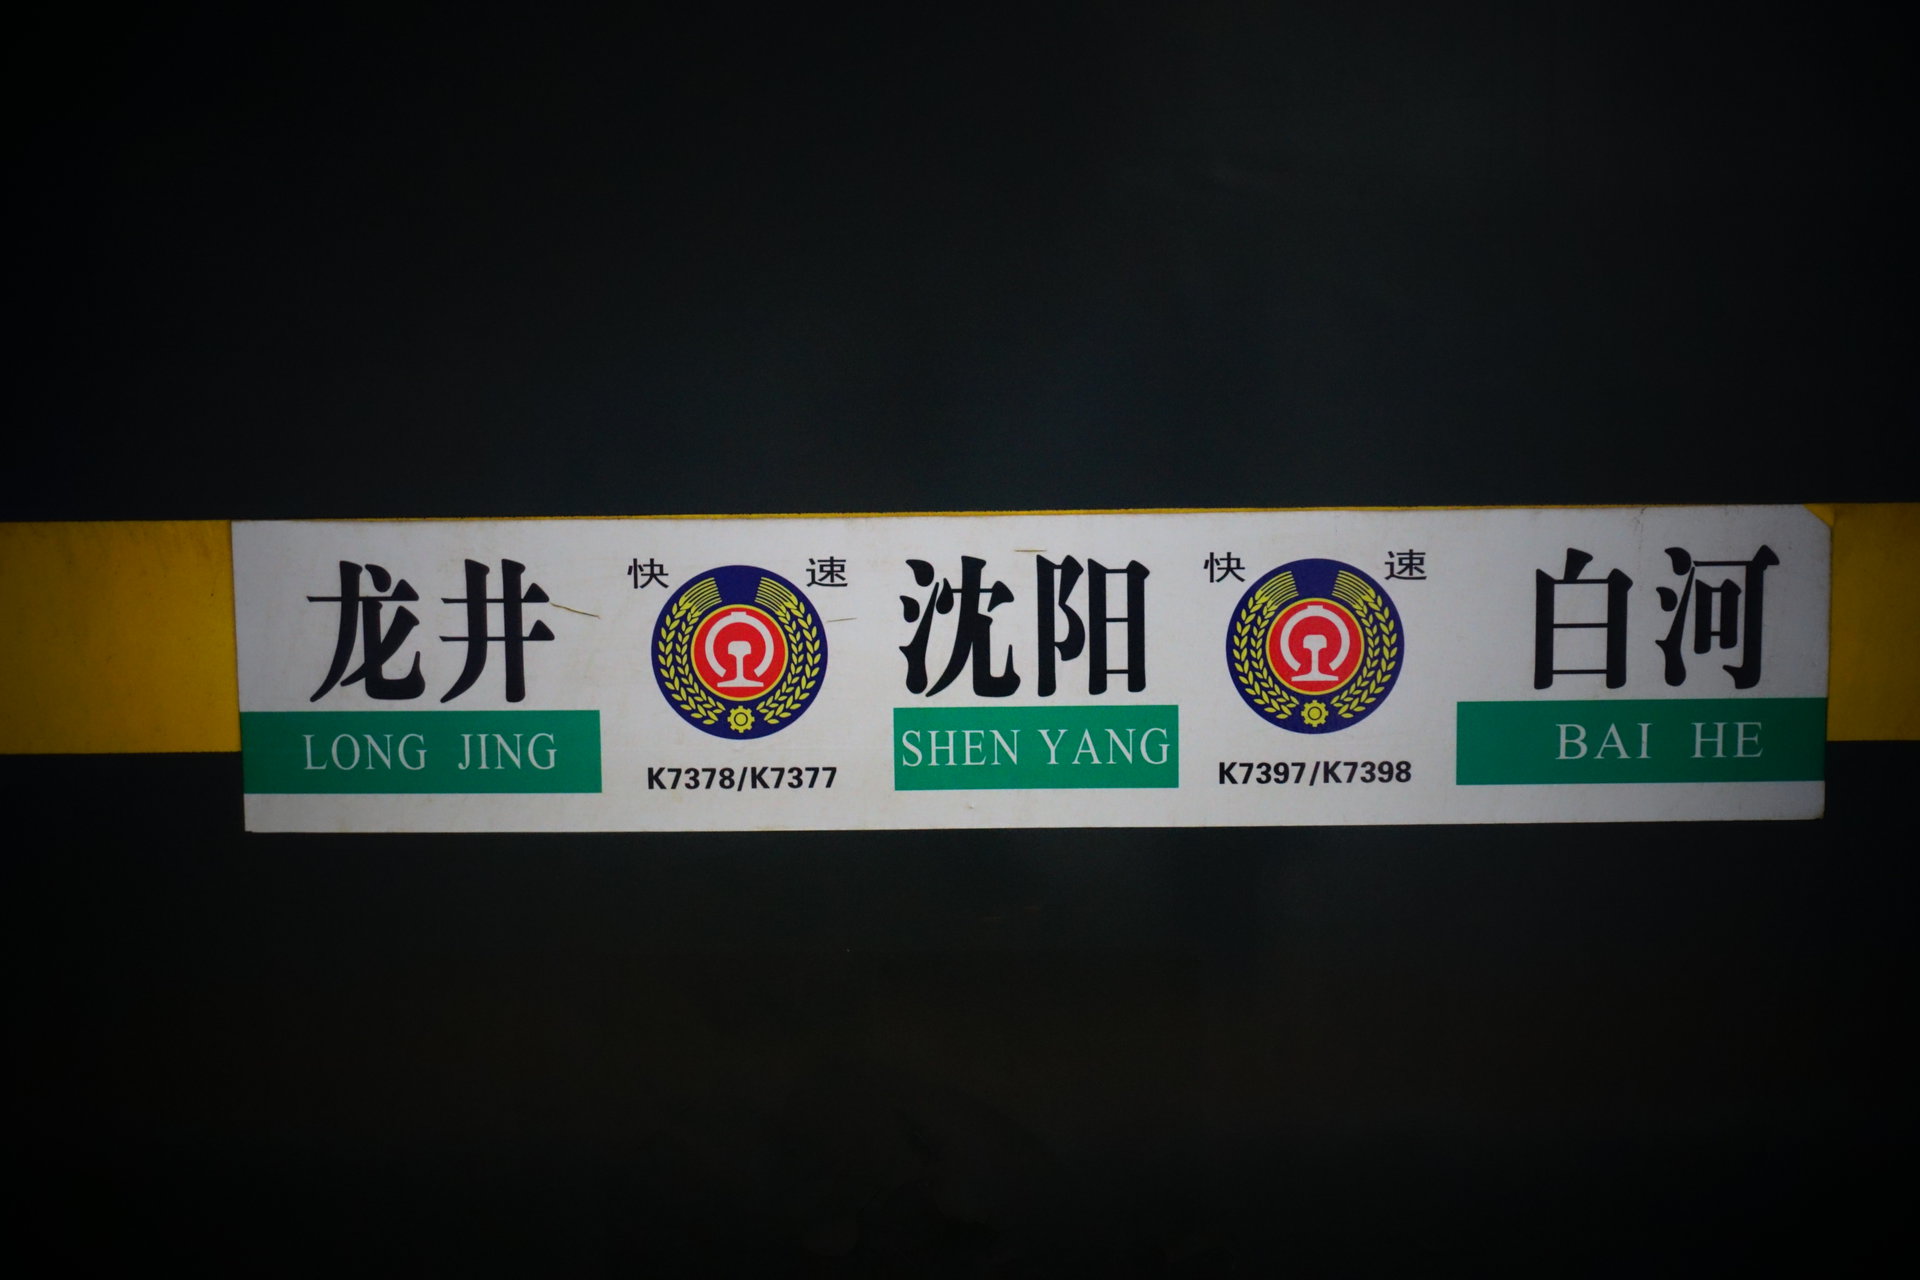 龙井 快 速 沈阳 快 速 白河
LONG JING K7378/K7377 SHEN YANG K7397/K7398 BAI HE